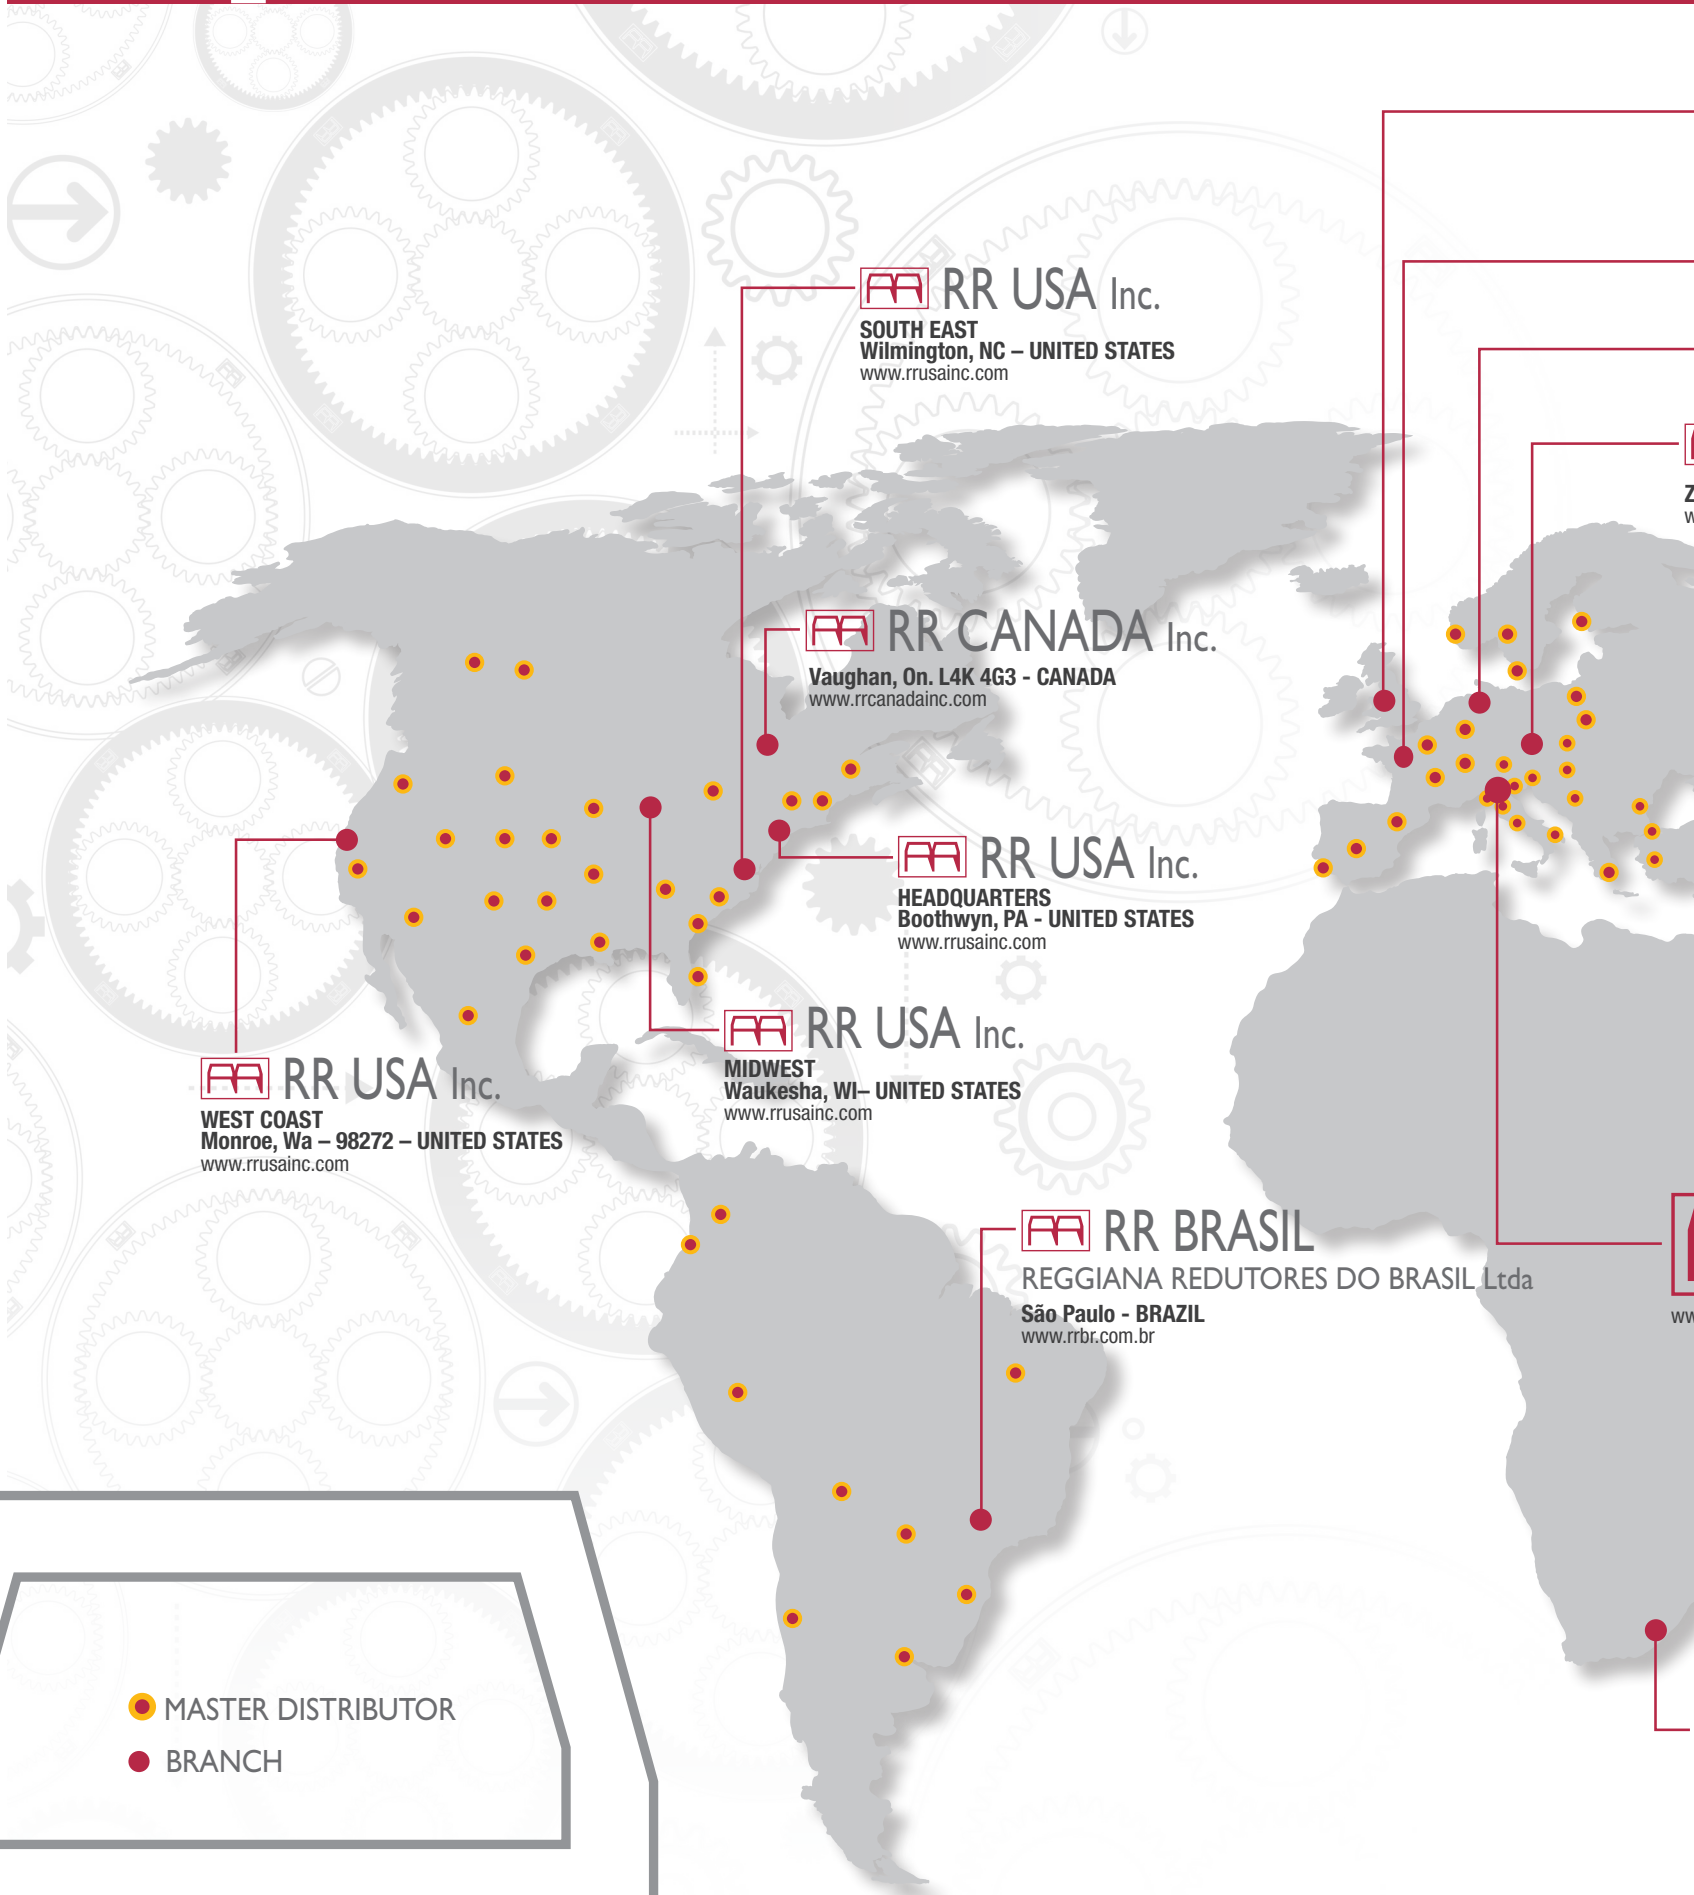 RR USA Inc.
SOUTH EAST
Wilmington, NC – UNITED STATES
www.rrusainc.com
RR CANADA Inc.
Vaughan, On. L4K 4G3 - CANADA
www.rrcanadainc.com
RR USA Inc.
HEADQUARTERS
Boothwyn, PA - UNITED STATES
www.rrusainc.com
RR USA Inc.
MIDWEST
Waukesha, WI– UNITED STATES
www.rrusainc.com
RR USA Inc.
WEST COAST
Monroe, Wa – 98272 – UNITED STATES
www.rrusainc.com
RR BRASIL
REGGIANA REDUTORES DO BRASIL Ltda
São Paulo - BRAZIL
www.rrbr.com.br
MASTER DISTRIBUTOR
BRANCH